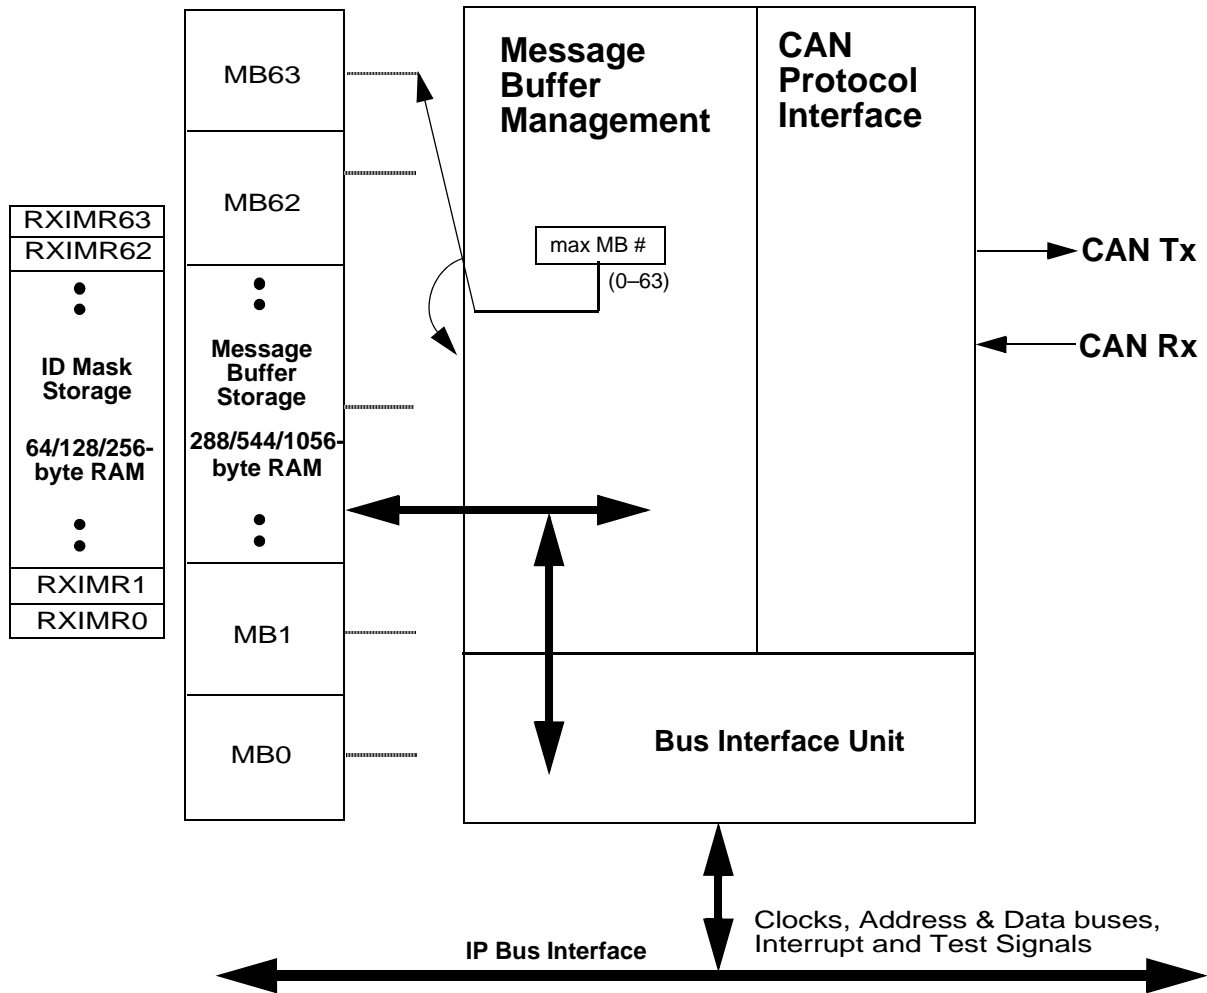 RXIMR63
RXIMR62
ID Mask
Storage
64/128/256-
byte RAM
RXIMR1
RXIMR0
MB63
MB62
Message
Buffer
Storage
288/544/1056-
byte RAM
MB1
MB0
Message
Buffer
Management
max MB #
(0–63)
CAN
Protocol
Interface
CAN Tx
CAN Rx
Bus Interface Unit
Clocks, Address & Data buses,
Interrupt and Test Signals
IP Bus Interface